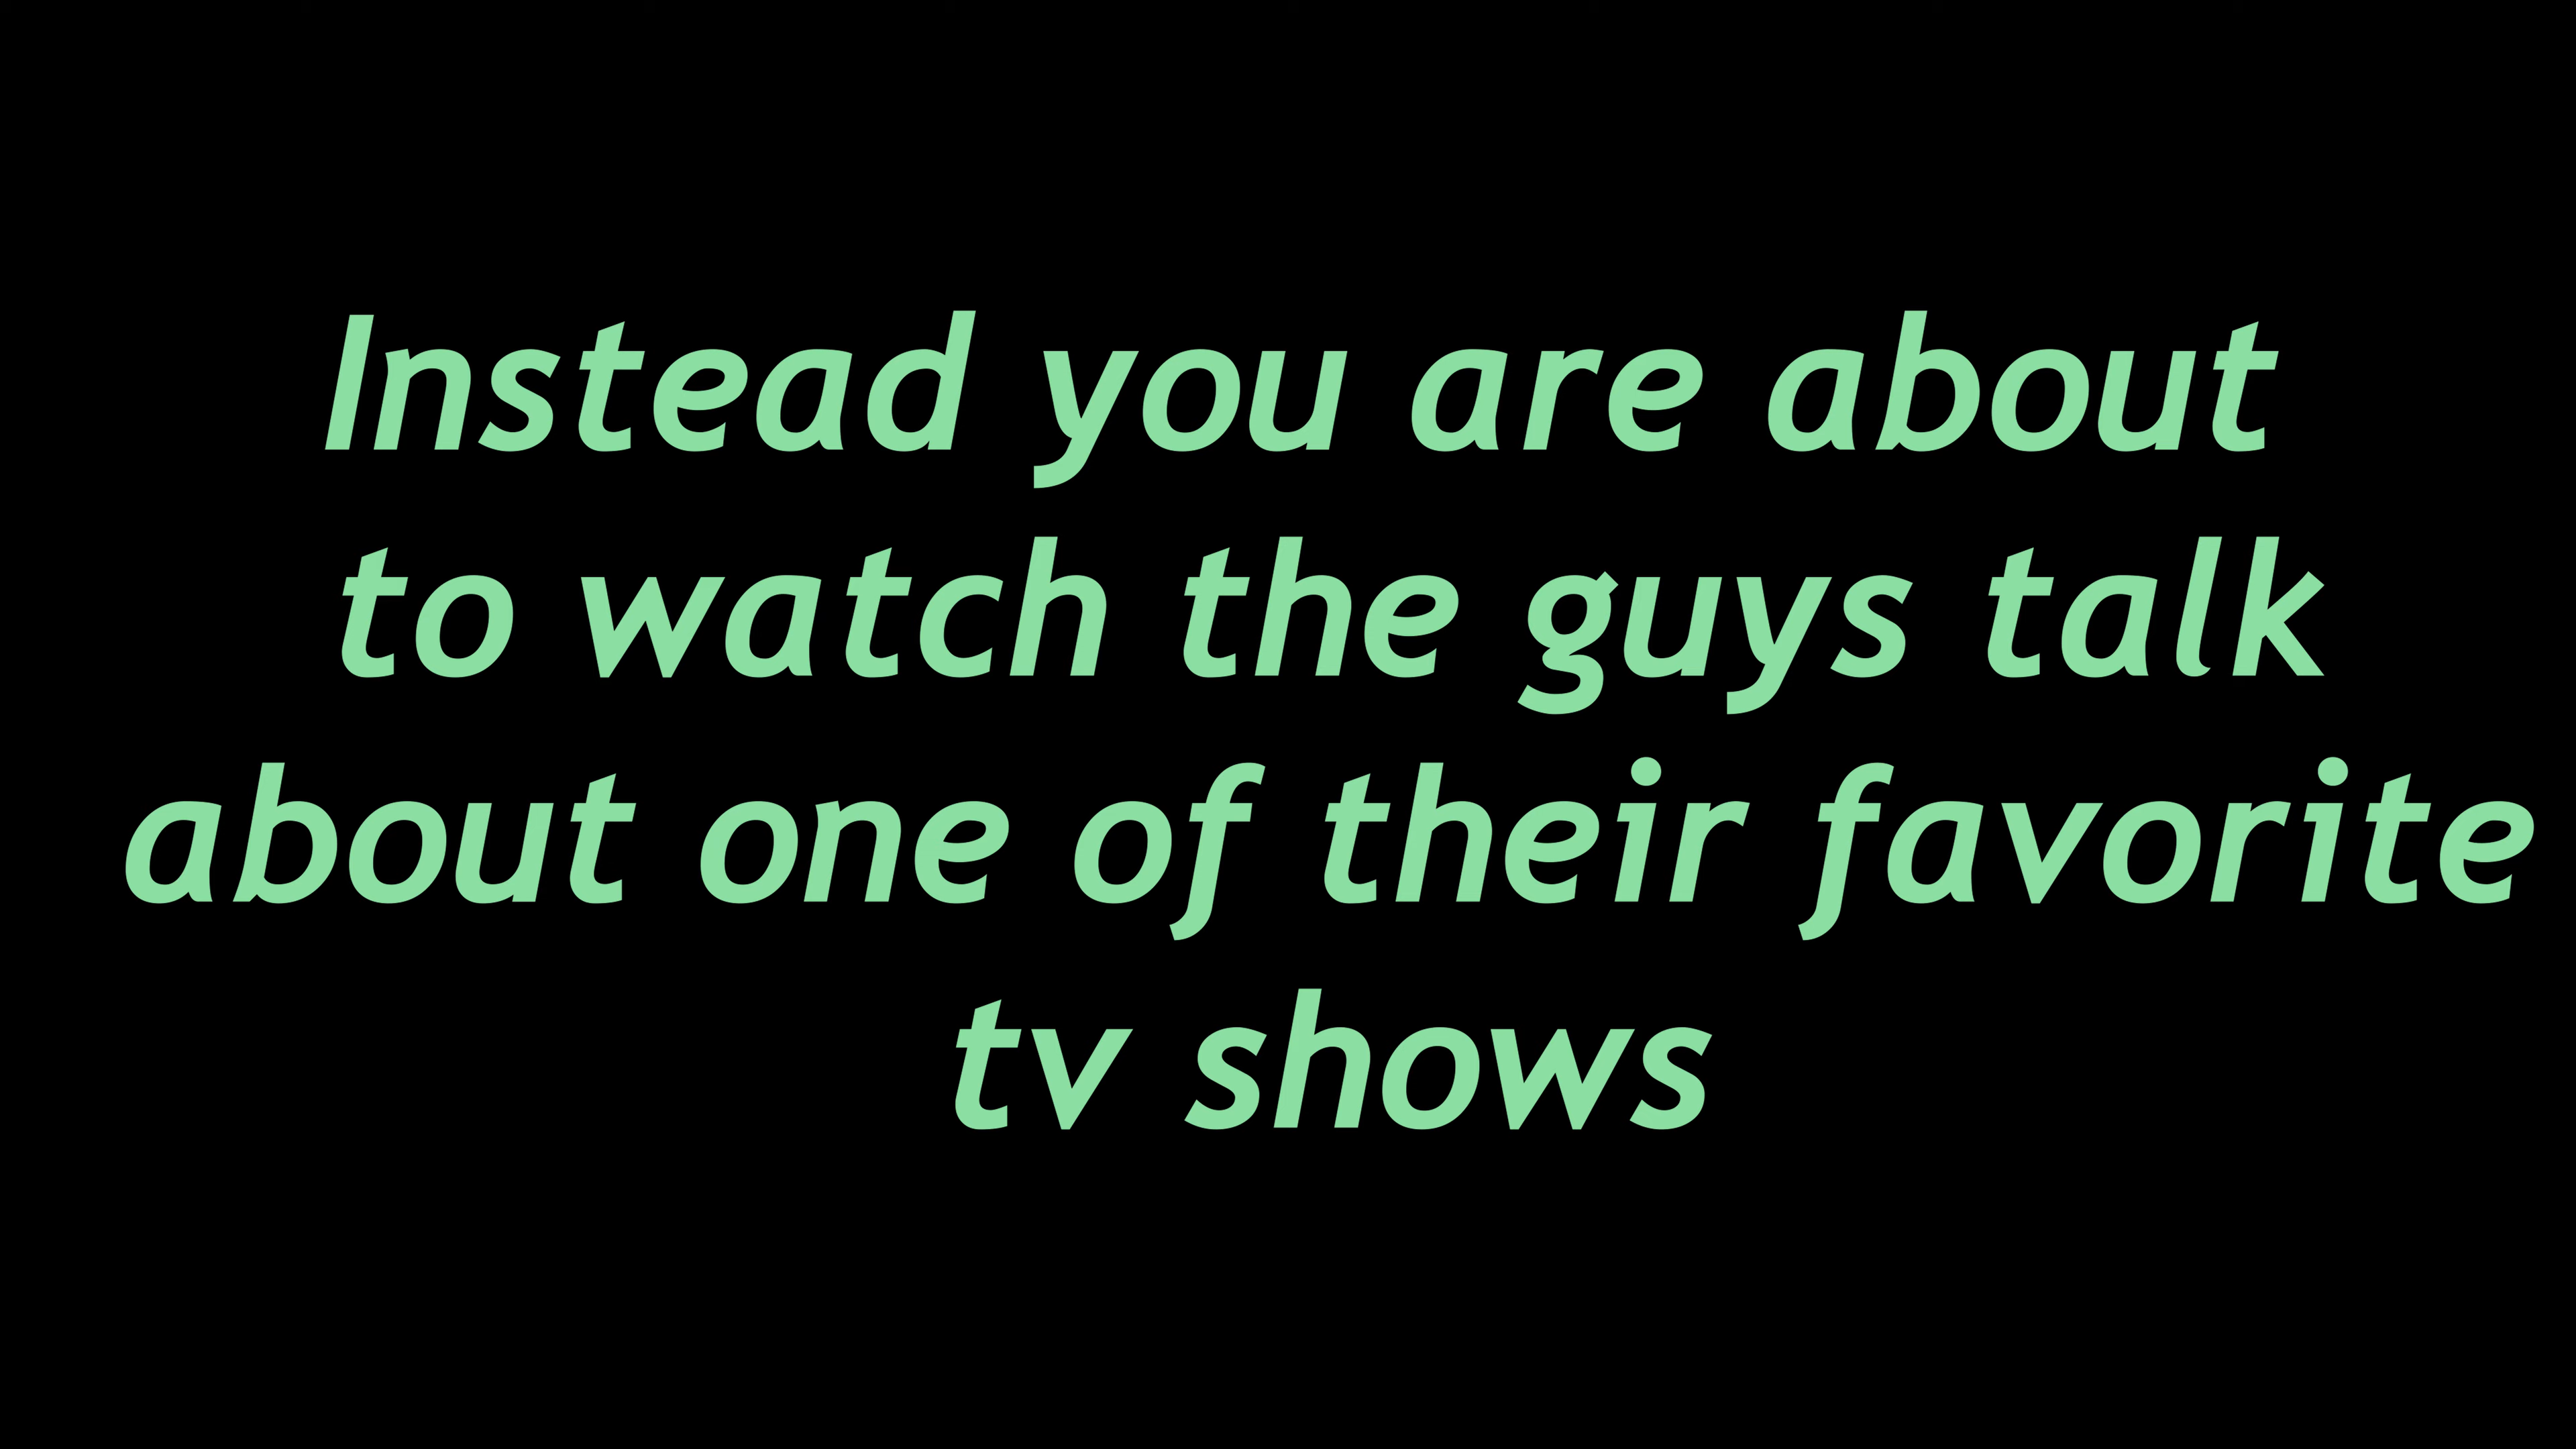 Instead you are about
to watch the guys talk
about one of their favorite
tv shows